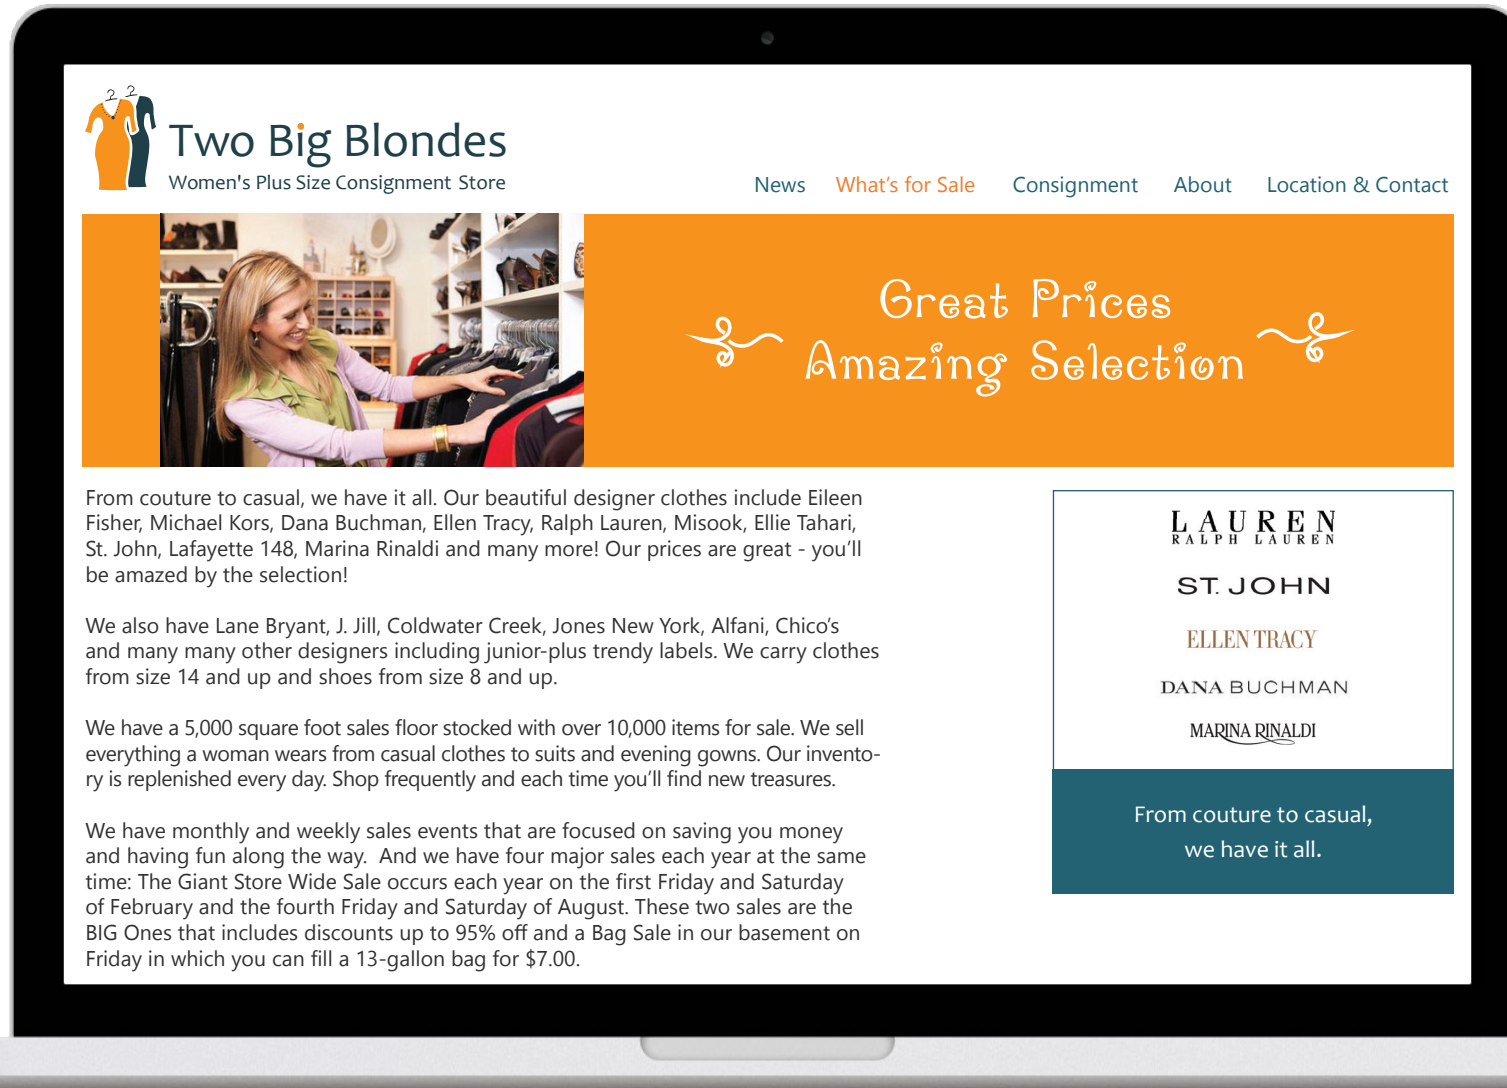 Two Big Blondes
Women's Plus Size Consignment Store
News What's for Sale Consignment About Location & Contact
Great Prices
Amazing Selection
From couture to casual, we have it all. Our beautiful designer clothes include Eileen
Fisher, Michael Kors, Dana Buchman, Ellen Tracy, Ralph Lauren, Misook, Ellie Tahari,
St. John, Lafayette 148, Marina Rinaldi and many more! Our prices are great - you'll
be amazed by the selection!
We also have Lane Bryant, J. Jill, Coldwater Creek, Jones New York, Alfani, Chico's
and many many other designers including junior-plus trendy labels. We carry clothes
from size 14 and up and shoes from size 8 and up.
We have a 5,000 square foot sales floor stocked with over 10,000 items for sale. We sell
everything a woman wears from casual clothes to suits and evening gowns. Our invento-
ry is replenished every day. Shop frequently and each time you'll find new treasures.
We have monthly and weekly sales events that are focused on saving you money
and having fun along the way.  And we have four major sales each year at the same
time: The Giant Store Wide Sale occurs each year on the first Friday and Saturday
of February and the fourth Friday and Saturday of August. These two sales are the
BIG Ones that includes discounts up to 95% off and a Bag Sale in our basement on
Friday in which you can fill a 13-gallon bag for $7.00.
LAUREN
RALPH LAUREN
ST. JOHN
ELLEN TRACY
DANA BUCHMAN
MARINA RINALDI
From couture to casual,
we have it all.